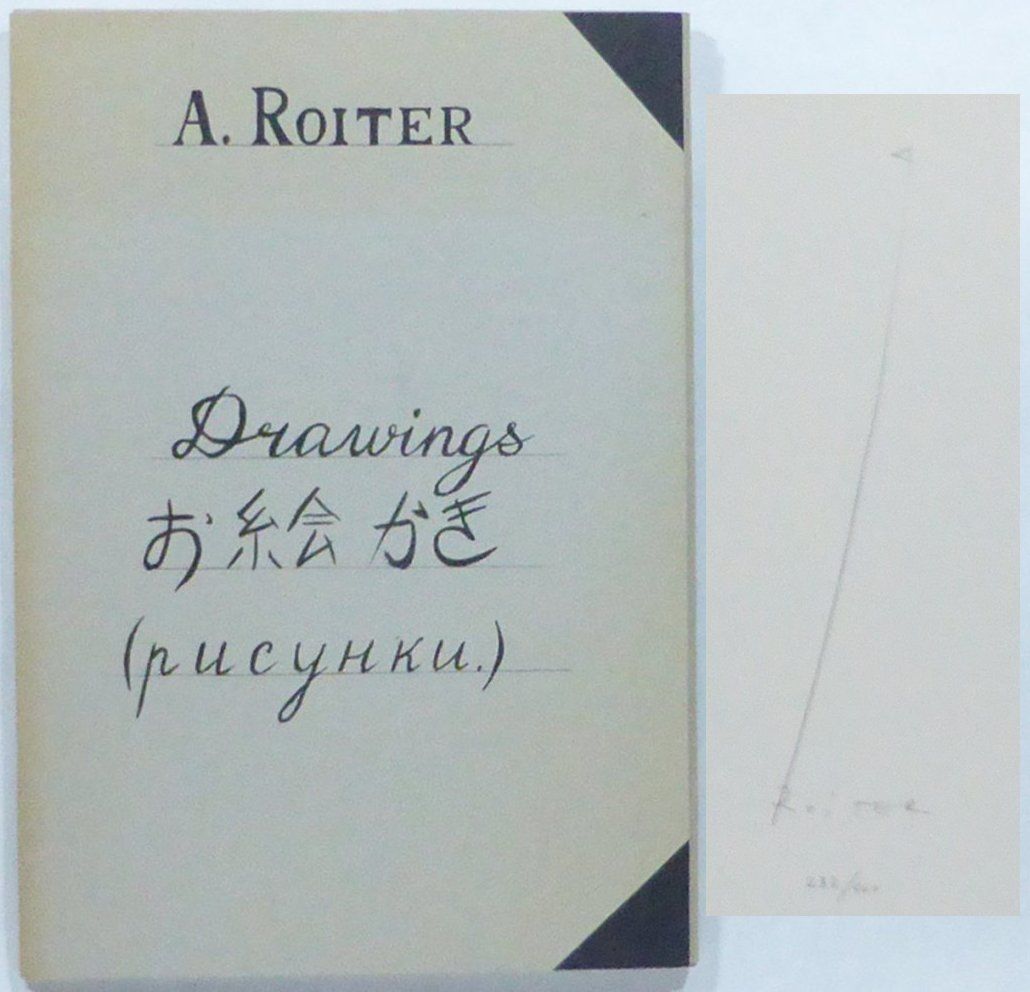 A. ROITER
Drawings
お絵かき
(рисунки.)
Roiter